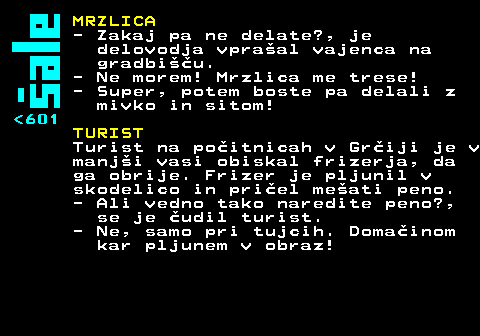 šale
<601
MRZLICA
- Zakaj pa ne delate?, je
delovodja vprašal vajenca na
gradbišču.
- Ne morem! Mrzlica me trese!
- Super, potem boste pa delali z
mivko in sitom!
TURIST
Turist na počitnicah v Grčiji je v
manjši vasi obiskal frizerja, da
ga obrije. Frizer je pljunil v
skodelico in pričel mešati peno.
- Ali vedno tako naredite peno?,
se je čudil turist.
- Ne, samo pri tujcih. Domačinom
kar pljunem v obraz!